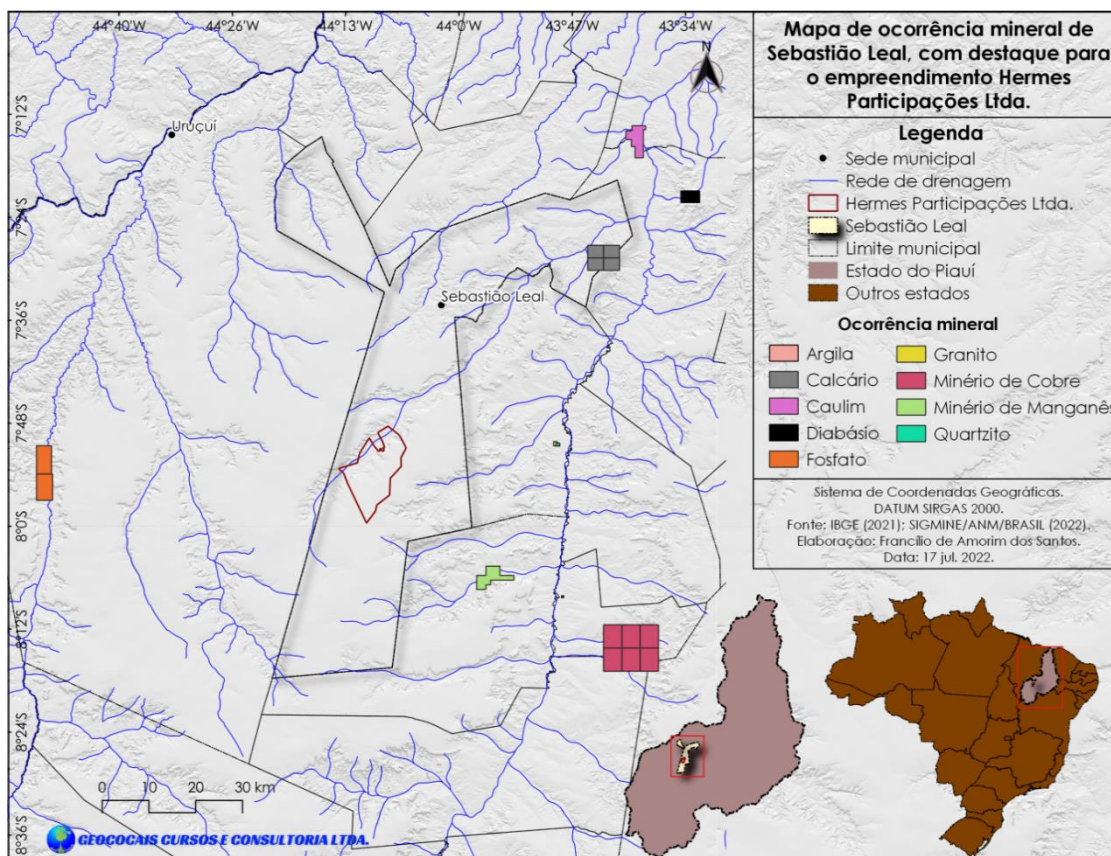 44°40'W 44°26'W 44°13'W 44°0'W 43°47'W 43°34'W
Mapa de ocorrência mineral de
Sebastião Leal, com destaque para
o empreendimento Hermes
Participações Ltda.
N
Legenda
Sede municipal
Rede de drenagem
Hermes Participações Ltda.
Sebastião Leal
Limite municipal
Estado do Piauí
Outros estados
Ocorrência mineral
Argila
Granito
Calcário
Minério de Cobre
Caulim
Minério de Manganês
Diabásio
Quartzito
Fosfato
Sistema de Coordenadas Geográficas.
DATUM SIRGAS 2000.
Fonte: IBGE (2021); SIGMINE/ANM/BRASIL (2022).
Elaboração: Francílio de Amorim dos Santos.
Data: 17 jul. 2022.
7°12'S
Uruçuí
7°24'S
Sebastião Leal
7°36'S
7°48'S
8°0'S
8°12'S
8°24'S
8°36'S
0 10 20 30 km
GEOCOCAIS CURSOS E CONSULTORIA LTDA.